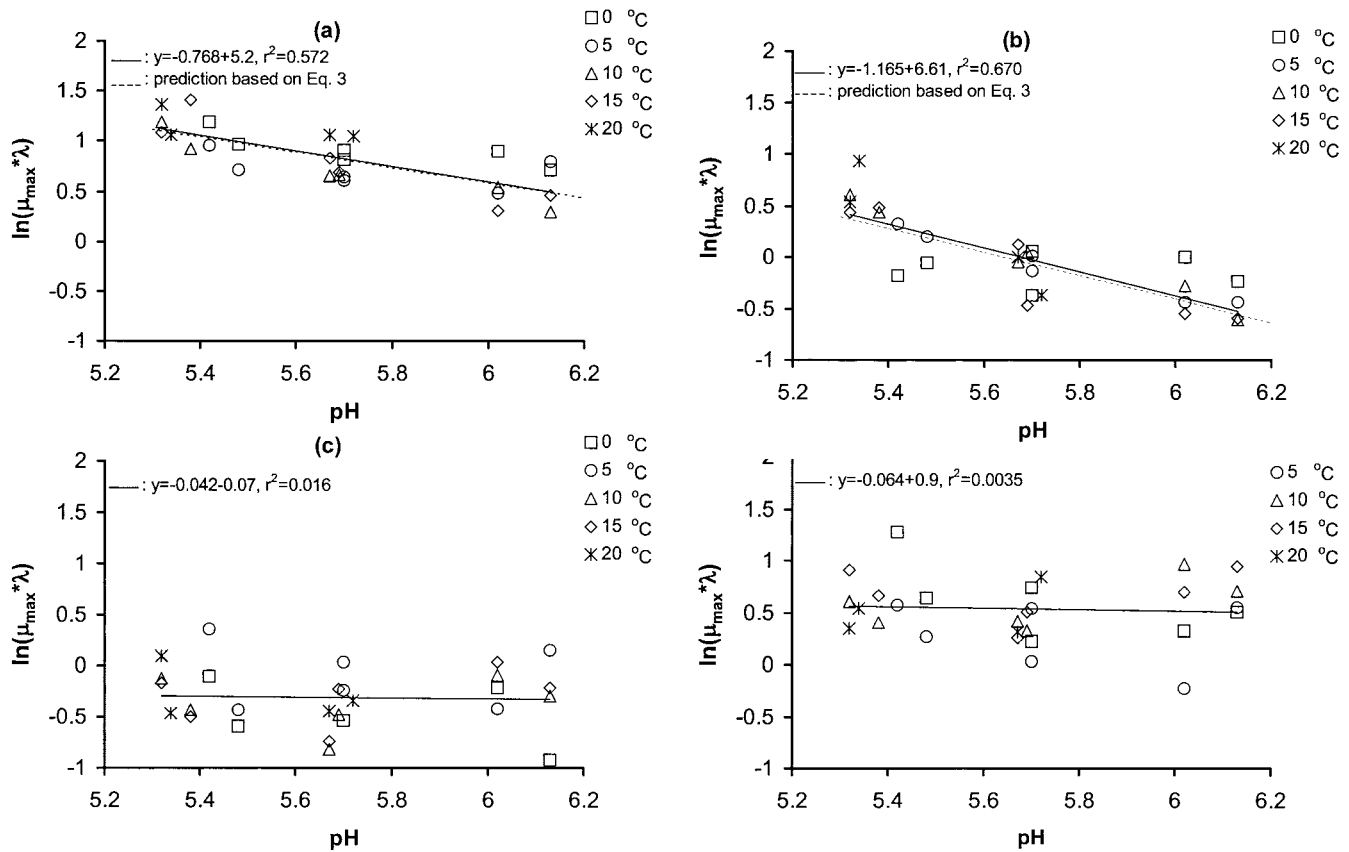 (a)
: y=-0.768+5.2, r²=0.572
: prediction based on Eq. 3
0 °C
5 °C
10 °C
15 °C
20 °C
ln(μmax*λ)
2
1.5
1
0.5
0
-0.5
-1
5.2 5.4 5.6 5.8 6 6.2
pH
(b)
: y=-1.165+6.61, r²=0.670
: prediction based on Eq. 3
0 °C
5 °C
10 °C
15 °C
20 °C
ln(μmax*λ)
2
1.5
1
0.5
0
-0.5
-1
5.2 5.4 5.6 5.8 6 6.2
pH
(c)
: y=-0.042-0.07, r²=0.016
0 °C
5 °C
10 °C
15 °C
20 °C
ln(μmax*λ)
2
1.5
1
0.5
0
-0.5
-1
5.2 5.4 5.6 5.8 6 6.2
pH
: y=-0.064+0.9, r²=0.0035
5 °C
10 °C
15 °C
20 °C
ln(μmax*λ)
2
1.5
1
0.5
0
-0.5
-1
5.2 5.4 5.6 5.8 6 6.2
pH